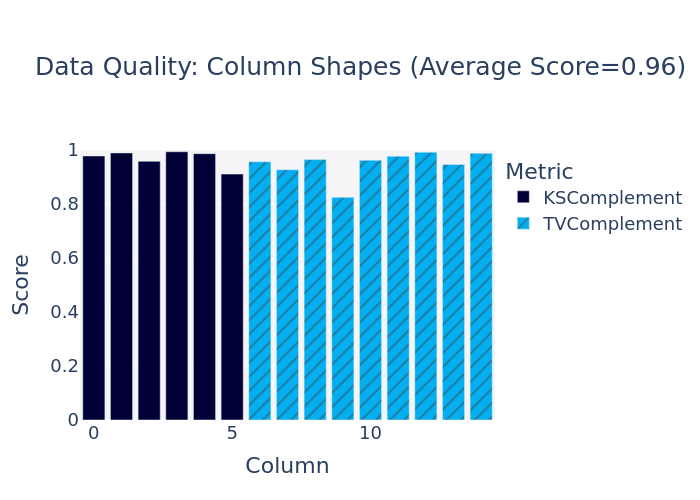 Data Quality: Column Shapes (Average Score=0.96)
Metric
KSComplement
TVComplement
Score
1
0.8
0.6
0.4
0.2
0
0 5 10
Column